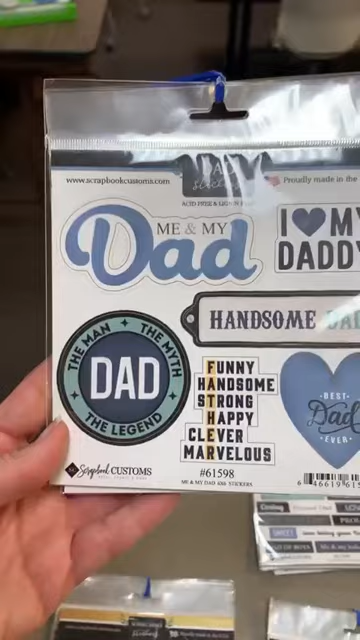 www.scrapbookcustoms.com
Proudly made in the
ACID FREE & LIGNIN
ME & MY
Dad
I ♥ MY
DADDY
HANDSOME DAD
THE MAN ✦ THE MYTH
DAD
THE LEGEND
FUNNY
HANDSOME
STRONG
HAPPY
CLEVER
MARVELOUS
BEST
Dad
EVER
Scrapbook CUSTOMS
#61598
ME & MY DAD 6X6 STICKERS